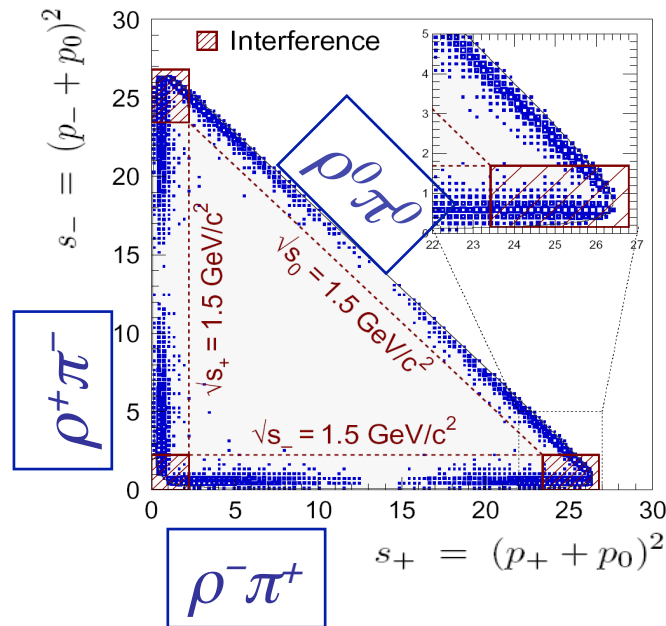 s₋ = (p₋ + p₀)²
30
25
20
15
10
5
0
Interference
5
4
3
2
1
0
22 23 24 25 26 27
ρ⁰π⁰
√s₊ = 1.5 GeV/c²
√s₀ = 1.5 GeV/c²
√s₋ = 1.5 GeV/c²
ρ⁺π⁻
0 5 10 15 20 25 30
ρ⁻π⁺
s₊ = (p₊ + p₀)²